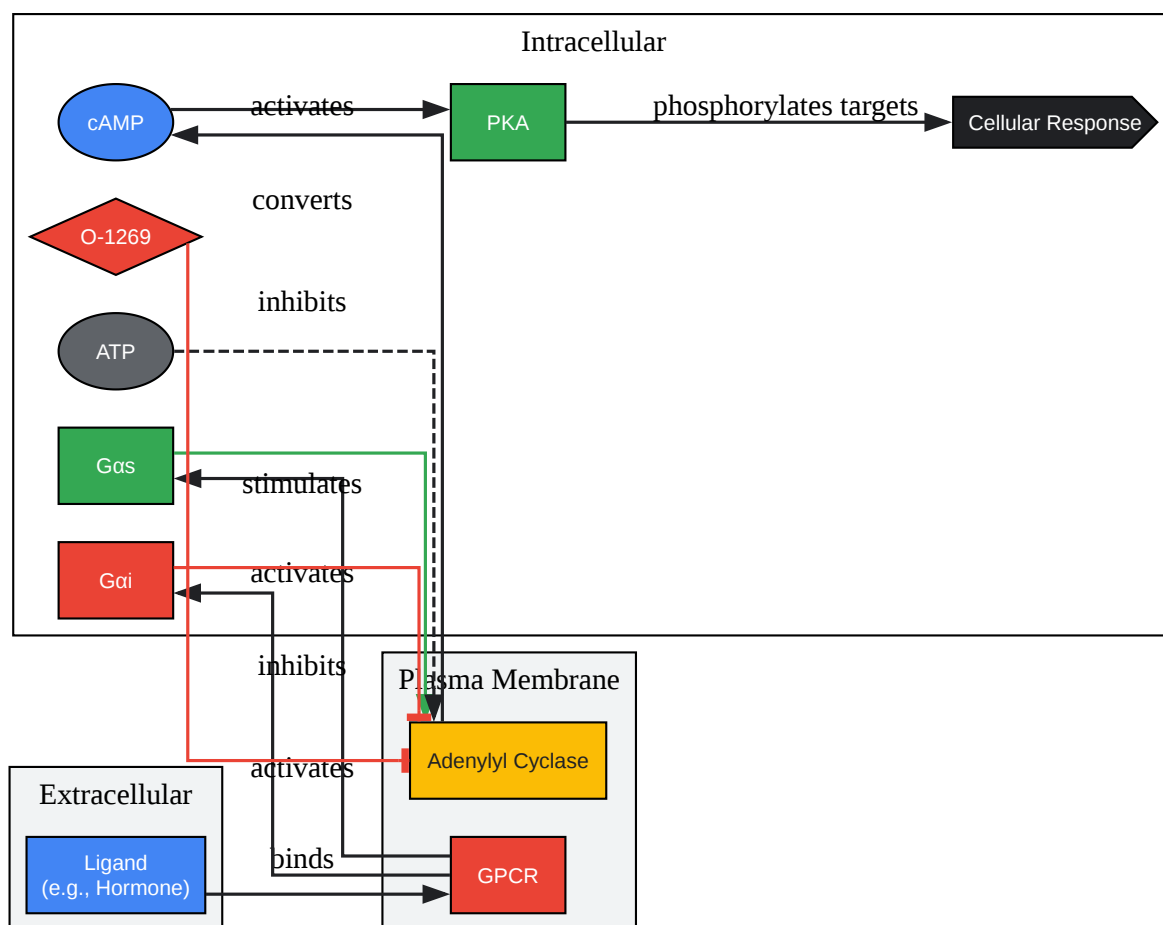 Intracellular
cAMP
activates
PKA
phosphorylates targets
Cellular Response
converts
O-1269
inhibits
ATP
Gαs
stimulates
Gαi
activates
inhibits
Plasma Membrane
Adenylyl Cyclase
activates
Extracellular
Ligand
(e.g., Hormone)
binds
GPCR